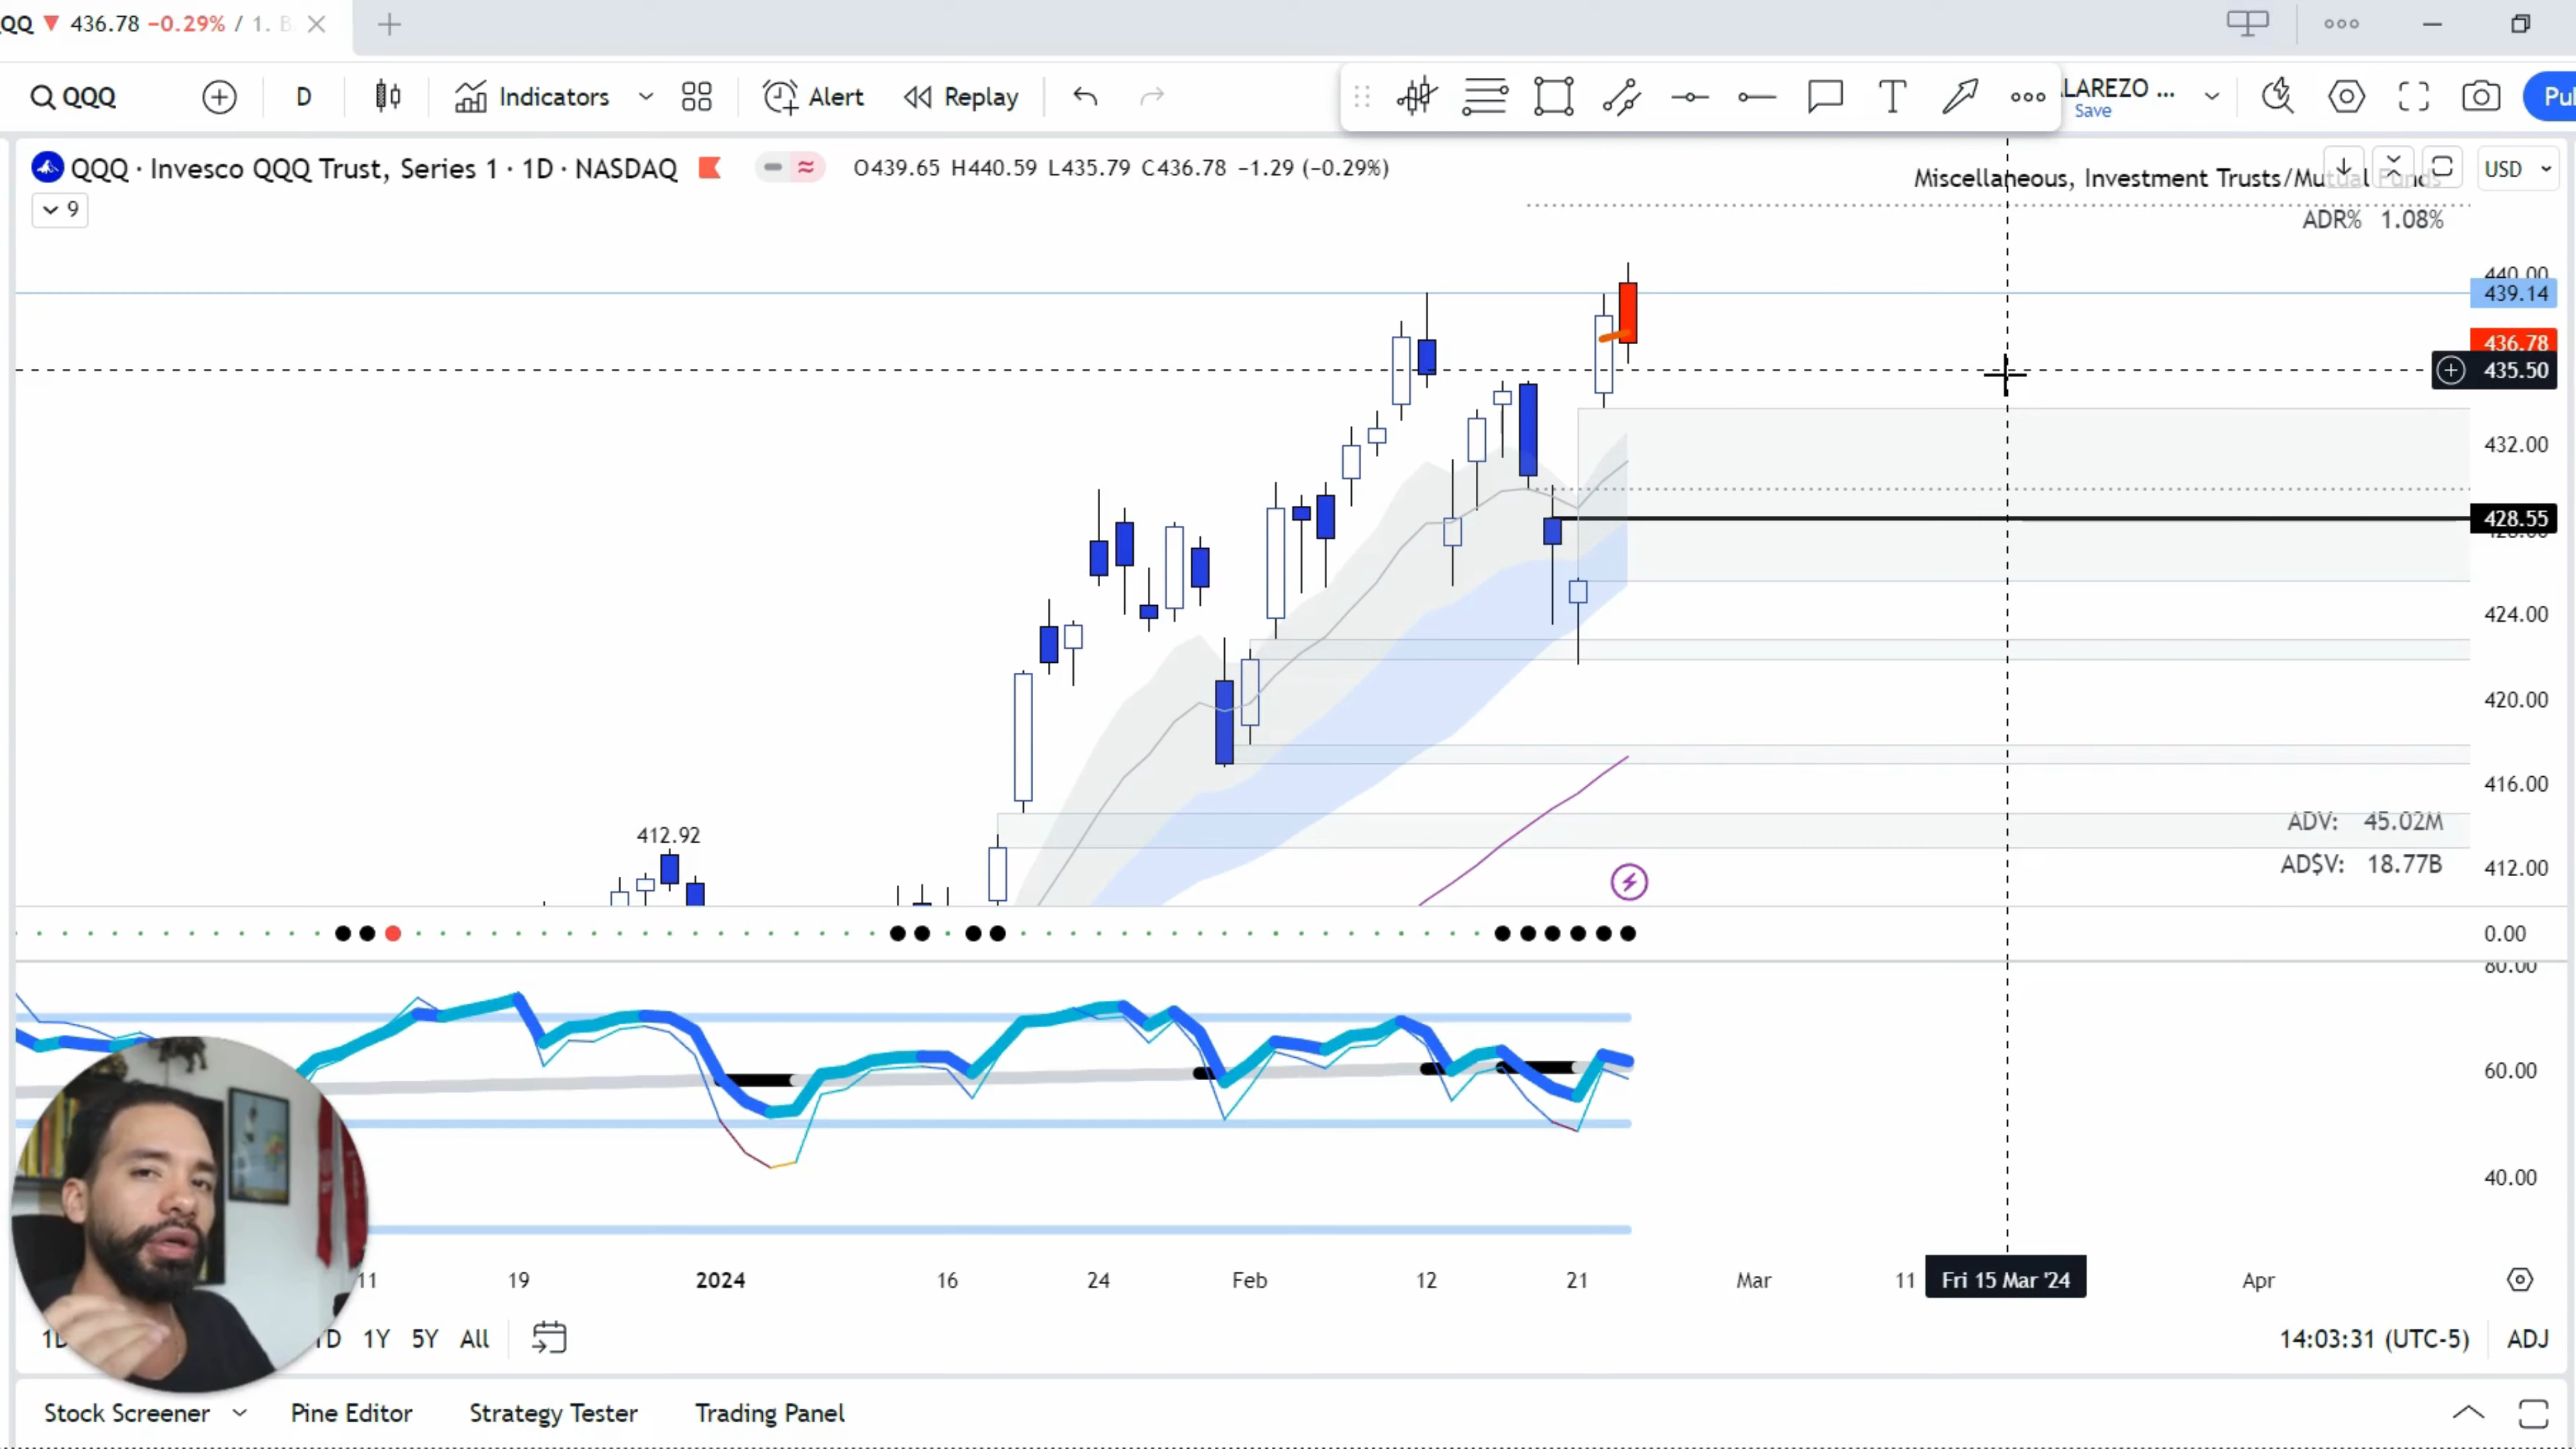 QQ ▼ 436.78 −0.29% / 1.
QQQ D Indicators Alert Replay T LAREZO ...
Save
QQQ · Invesco QQQ Trust, Series 1 · 1D · NASDAQ O439.65 H440.59 L435.79 C436.78 −1.29 (−0.29%)
Miscellaneous, Investment Trusts/Mutual Funds
USD
9
ADR% 1.08%
440.00
439.14
436.78
435.50
432.00
428.55
424.00
420.00
416.00
412.92
ADV: 45.02M
AD$V: 18.77B
412.00
0.00
80.00
60.00
40.00
11 19 2024 16 24 Feb 12 21 Mar 11 Fri 15 Mar '24 Apr
1D 1Y 5Y All
14:03:31 (UTC-5) ADJ
Stock Screener Pine Editor Strategy Tester Trading Panel